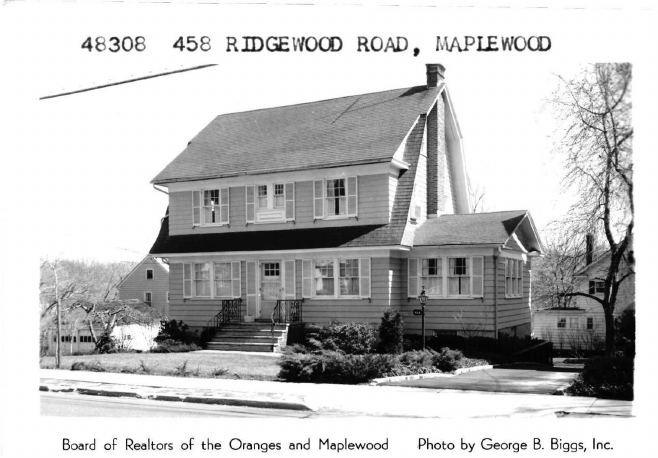 48308 458 RIDGEWOOD ROAD, MAPLEWOOD
Board of Realtors of the Oranges and Maplewood Photo by George B. Biggs, Inc.